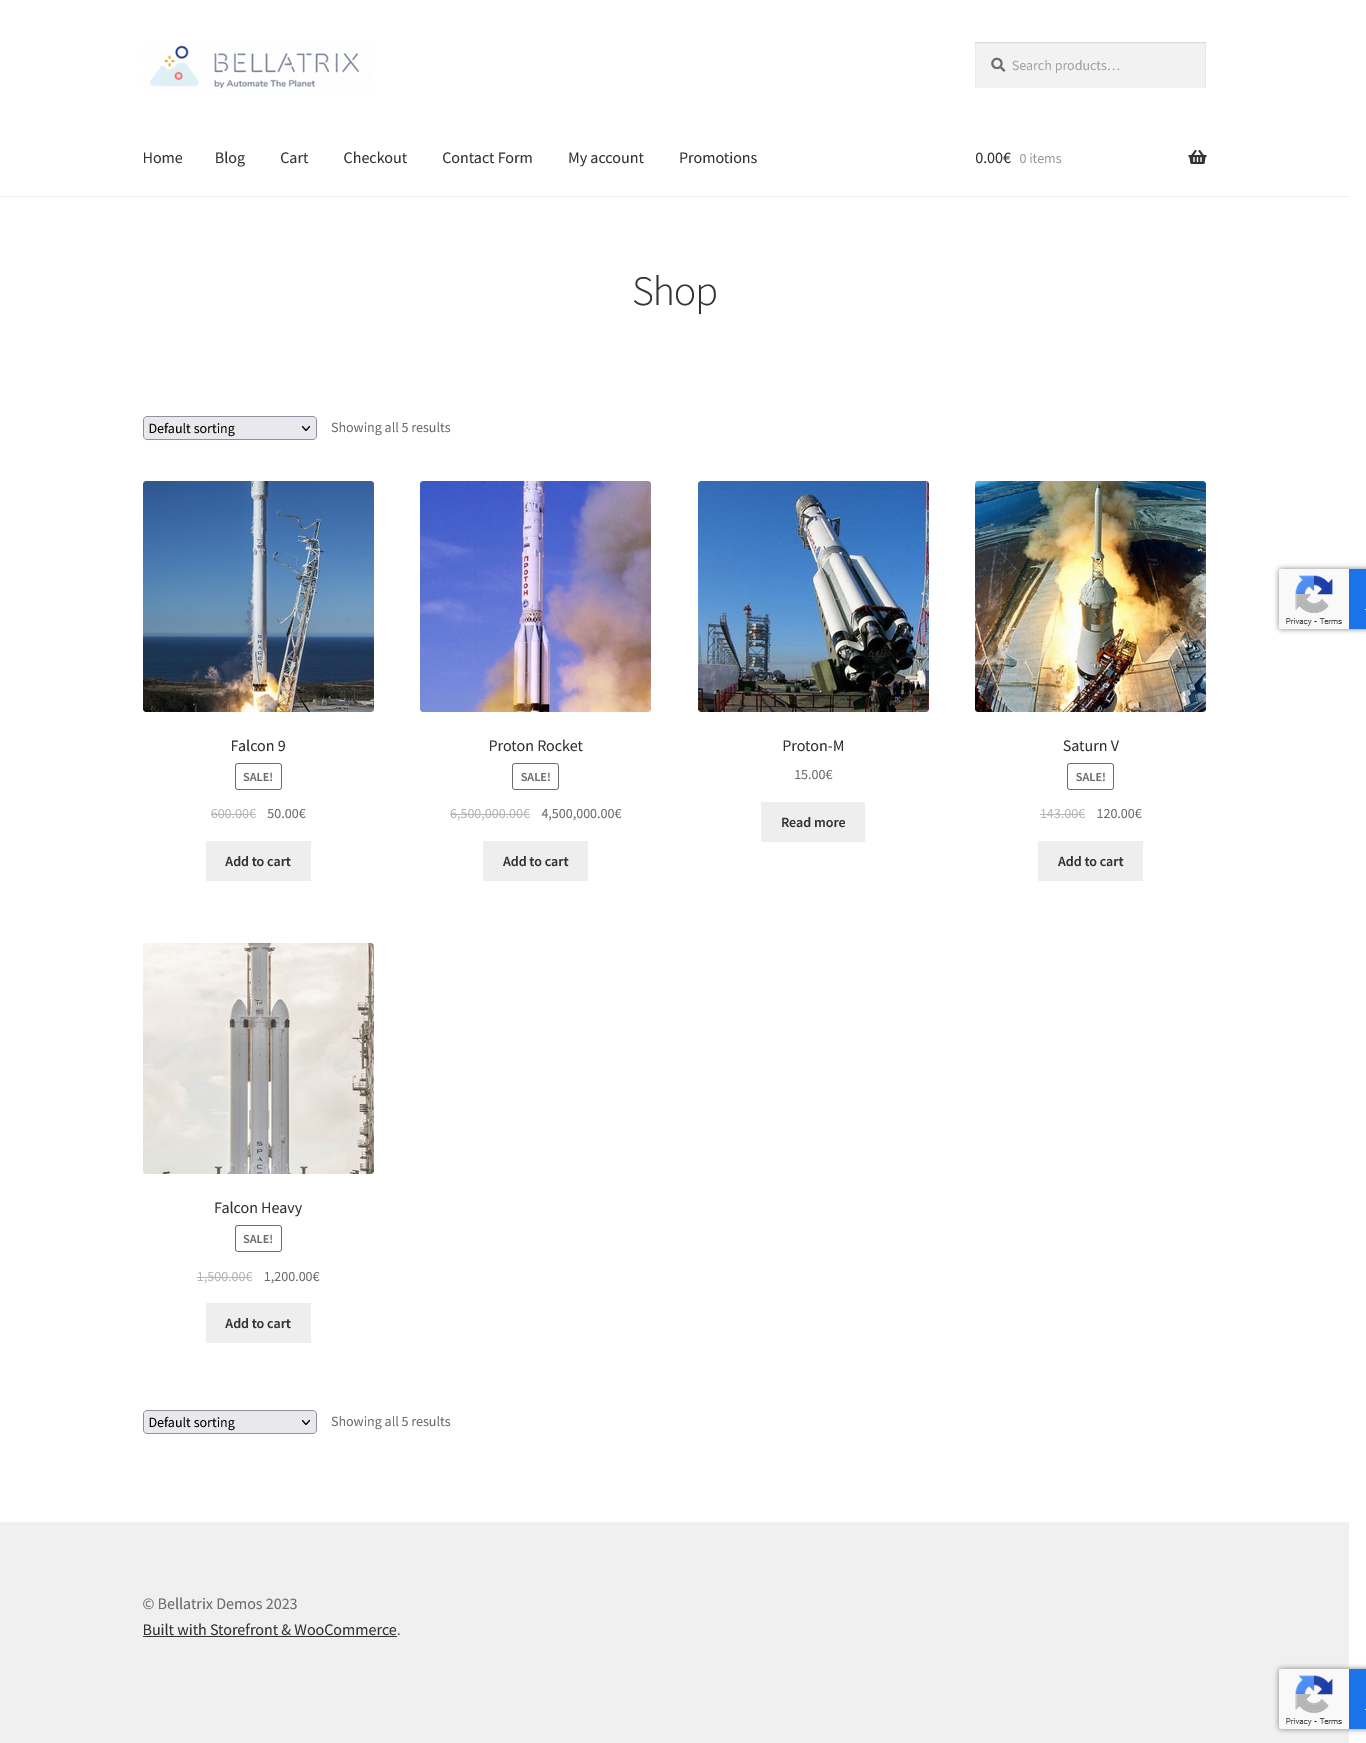 BELLATRIX
by Automate The Planet
Search products…
Home Blog Cart Checkout Contact Form My account Promotions
0.00€ 0 items
Shop
Default sorting Showing all 5 results
ПРОТОН
Falcon 9
SALE!
600.00€ 50.00€
Add to cart
Proton Rocket
SALE!
6,500,000.00€ 4,500,000.00€
Add to cart
Proton-M
15.00€
Read more
Saturn V
SALE!
143.00€ 120.00€
Add to cart
Privacy - Terms
SPACE
Falcon Heavy
SALE!
1,500.00€ 1,200.00€
Add to cart
Default sorting Showing all 5 results
© Bellatrix Demos 2023
Built with Storefront & WooCommerce.
Privacy - Terms